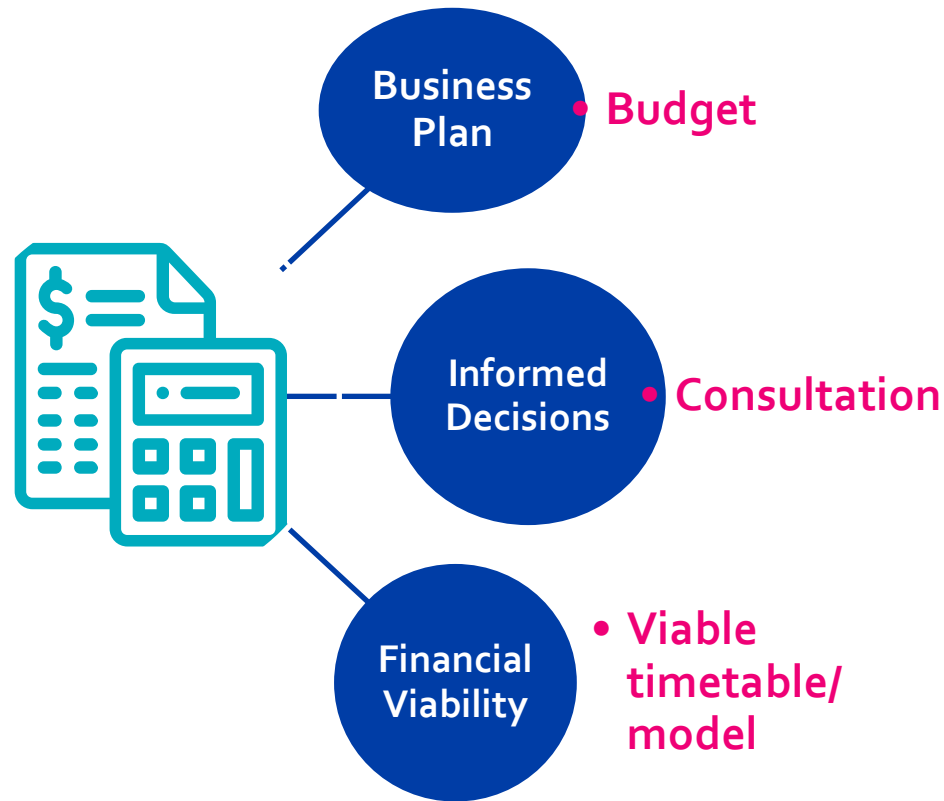 Business
Plan
• Budget
$
Informed
Decisions
• Consultation
Financial
Viability
• Viable
timetable/
model